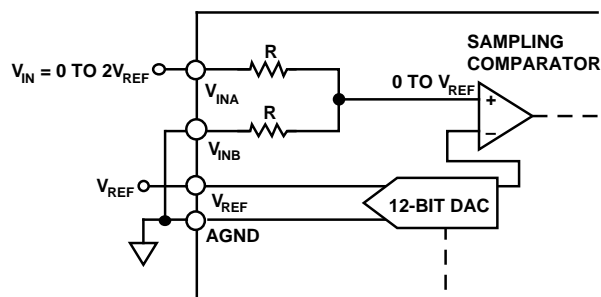 SAMPLING
COMPARATOR
R
V_IN = 0 TO 2V_REF
V_INA
0 TO V_REF
+
R
–
V_INB
V_REF
V_REF
12-BIT DAC
AGND